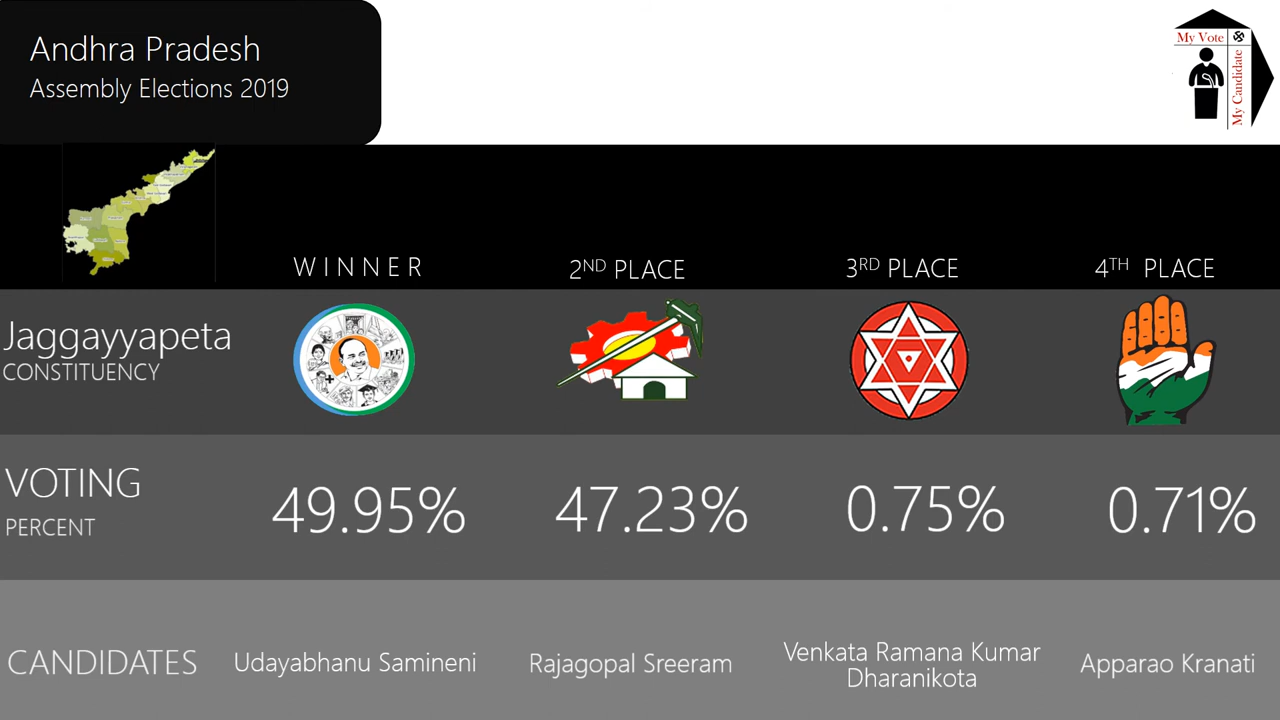 Andhra Pradesh
Assembly Elections 2019
My Vote
My Candidate
WINNER
2ND PLACE
3RD PLACE
4TH PLACE
Jaggayyapeta
CONSTITUENCY
VOTING
PERCENT
49.95%
47.23%
0.75%
0.71%
CANDIDATES
Udayabhanu Samineni
Rajagopal Sreeram
Venkata Ramana Kumar
Dharanikota
Apparao Kranati